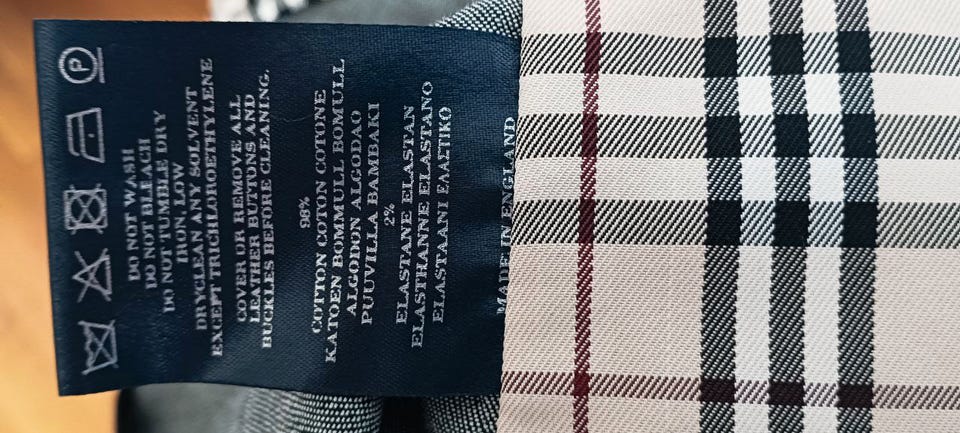 P
DO NOT WASH
DO NOT BLEACH
DO NOT TUMBLE DRY
IRON, LOW
DRYCLEAN ANY SOLVENT
EXCEPT TRICHLOROETHYLENE
COVER OR REMOVE ALL
LEATHER BUTTONS AND
BUCKLES BEFORE CLEANING.
98%
COTTON COTON COTONE
KATOEN BOMMULL BOMULL
ALGODON ALGODAO
PUUVILLA ΒΑΜΒΑΚΙ
2%
ELASTANE ELASTAN
ELASTHANNE ELASTANO
ELASTAANI ΕΛΑΣΤΙΚΟ
MADE IN ENGLAND